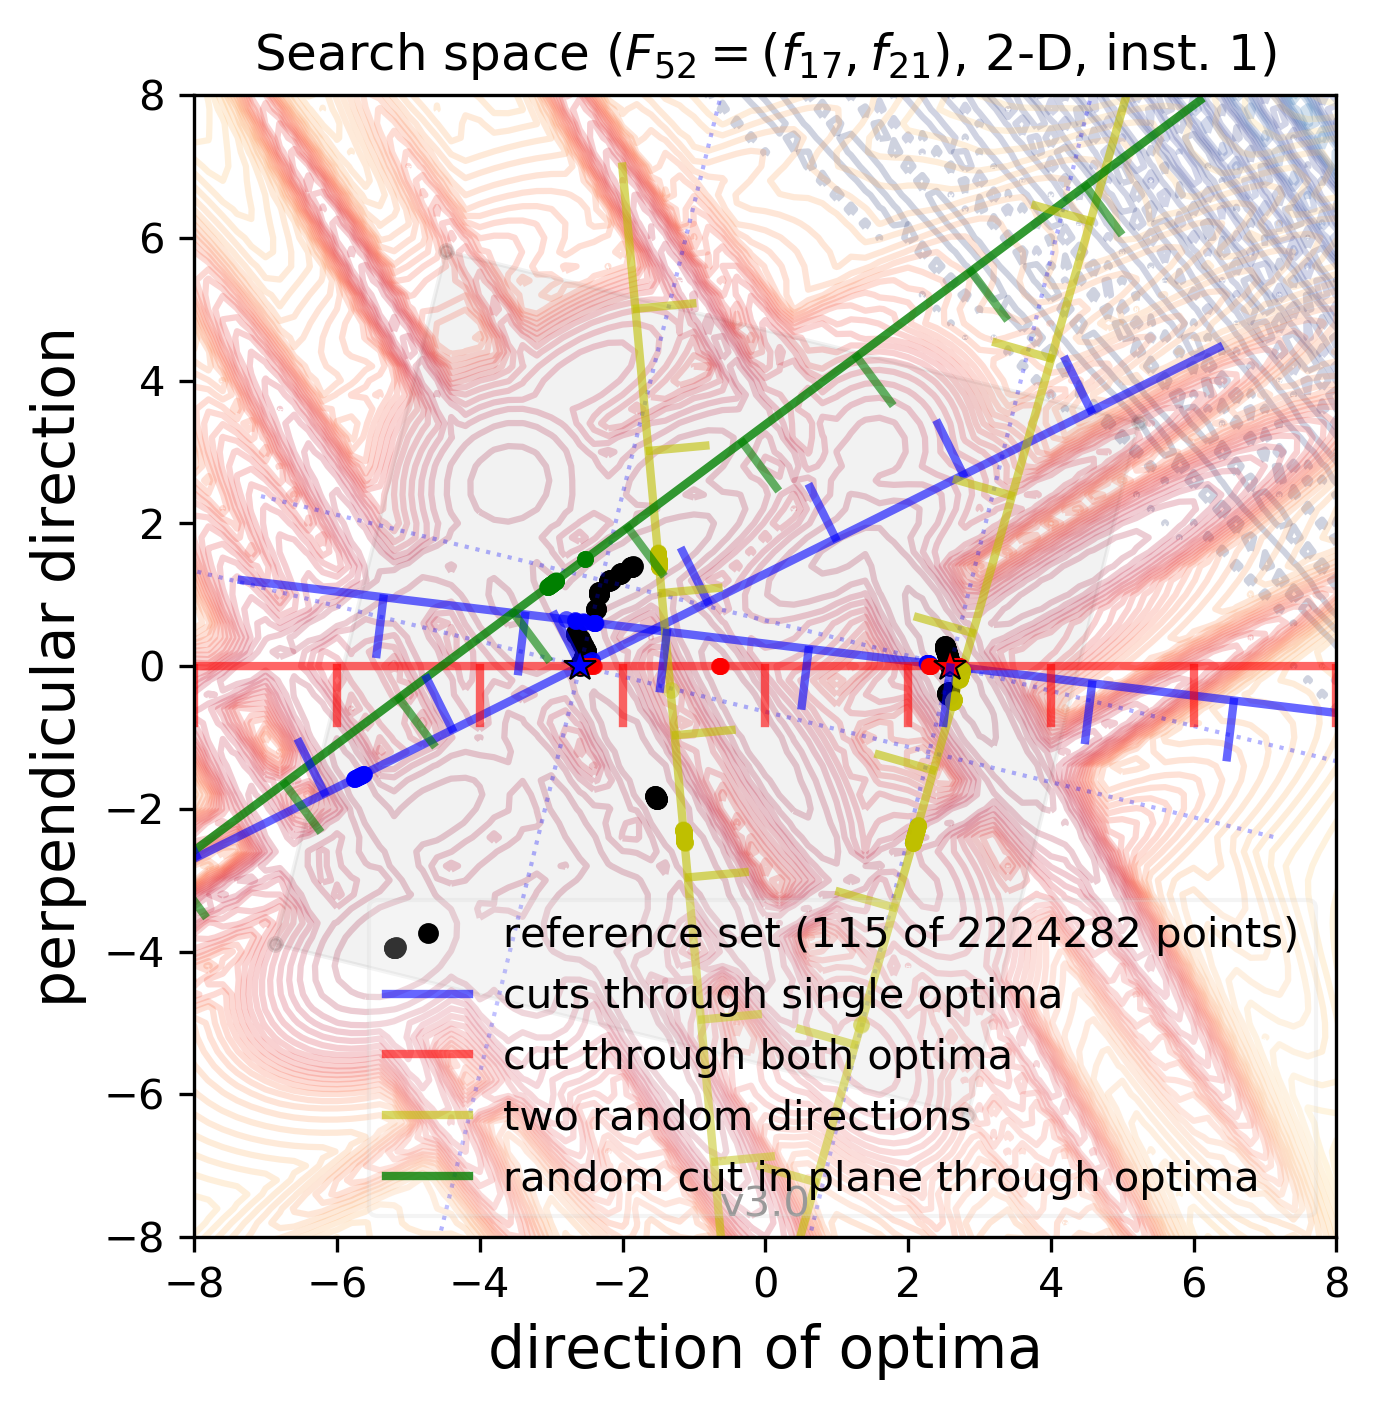 Search space (F₅₂ = (f₁₇, f₂₁), 2-D, inst. 1)
8
6
4
2
0
−2
−4
−6
−8
perpendicular direction
reference set (115 of 2224282 points)
cuts through single optima
cut through both optima
two random directions
random cut in plane through optima
v3.0
−8 −6 −4 −2 0 2 4 6 8
direction of optima